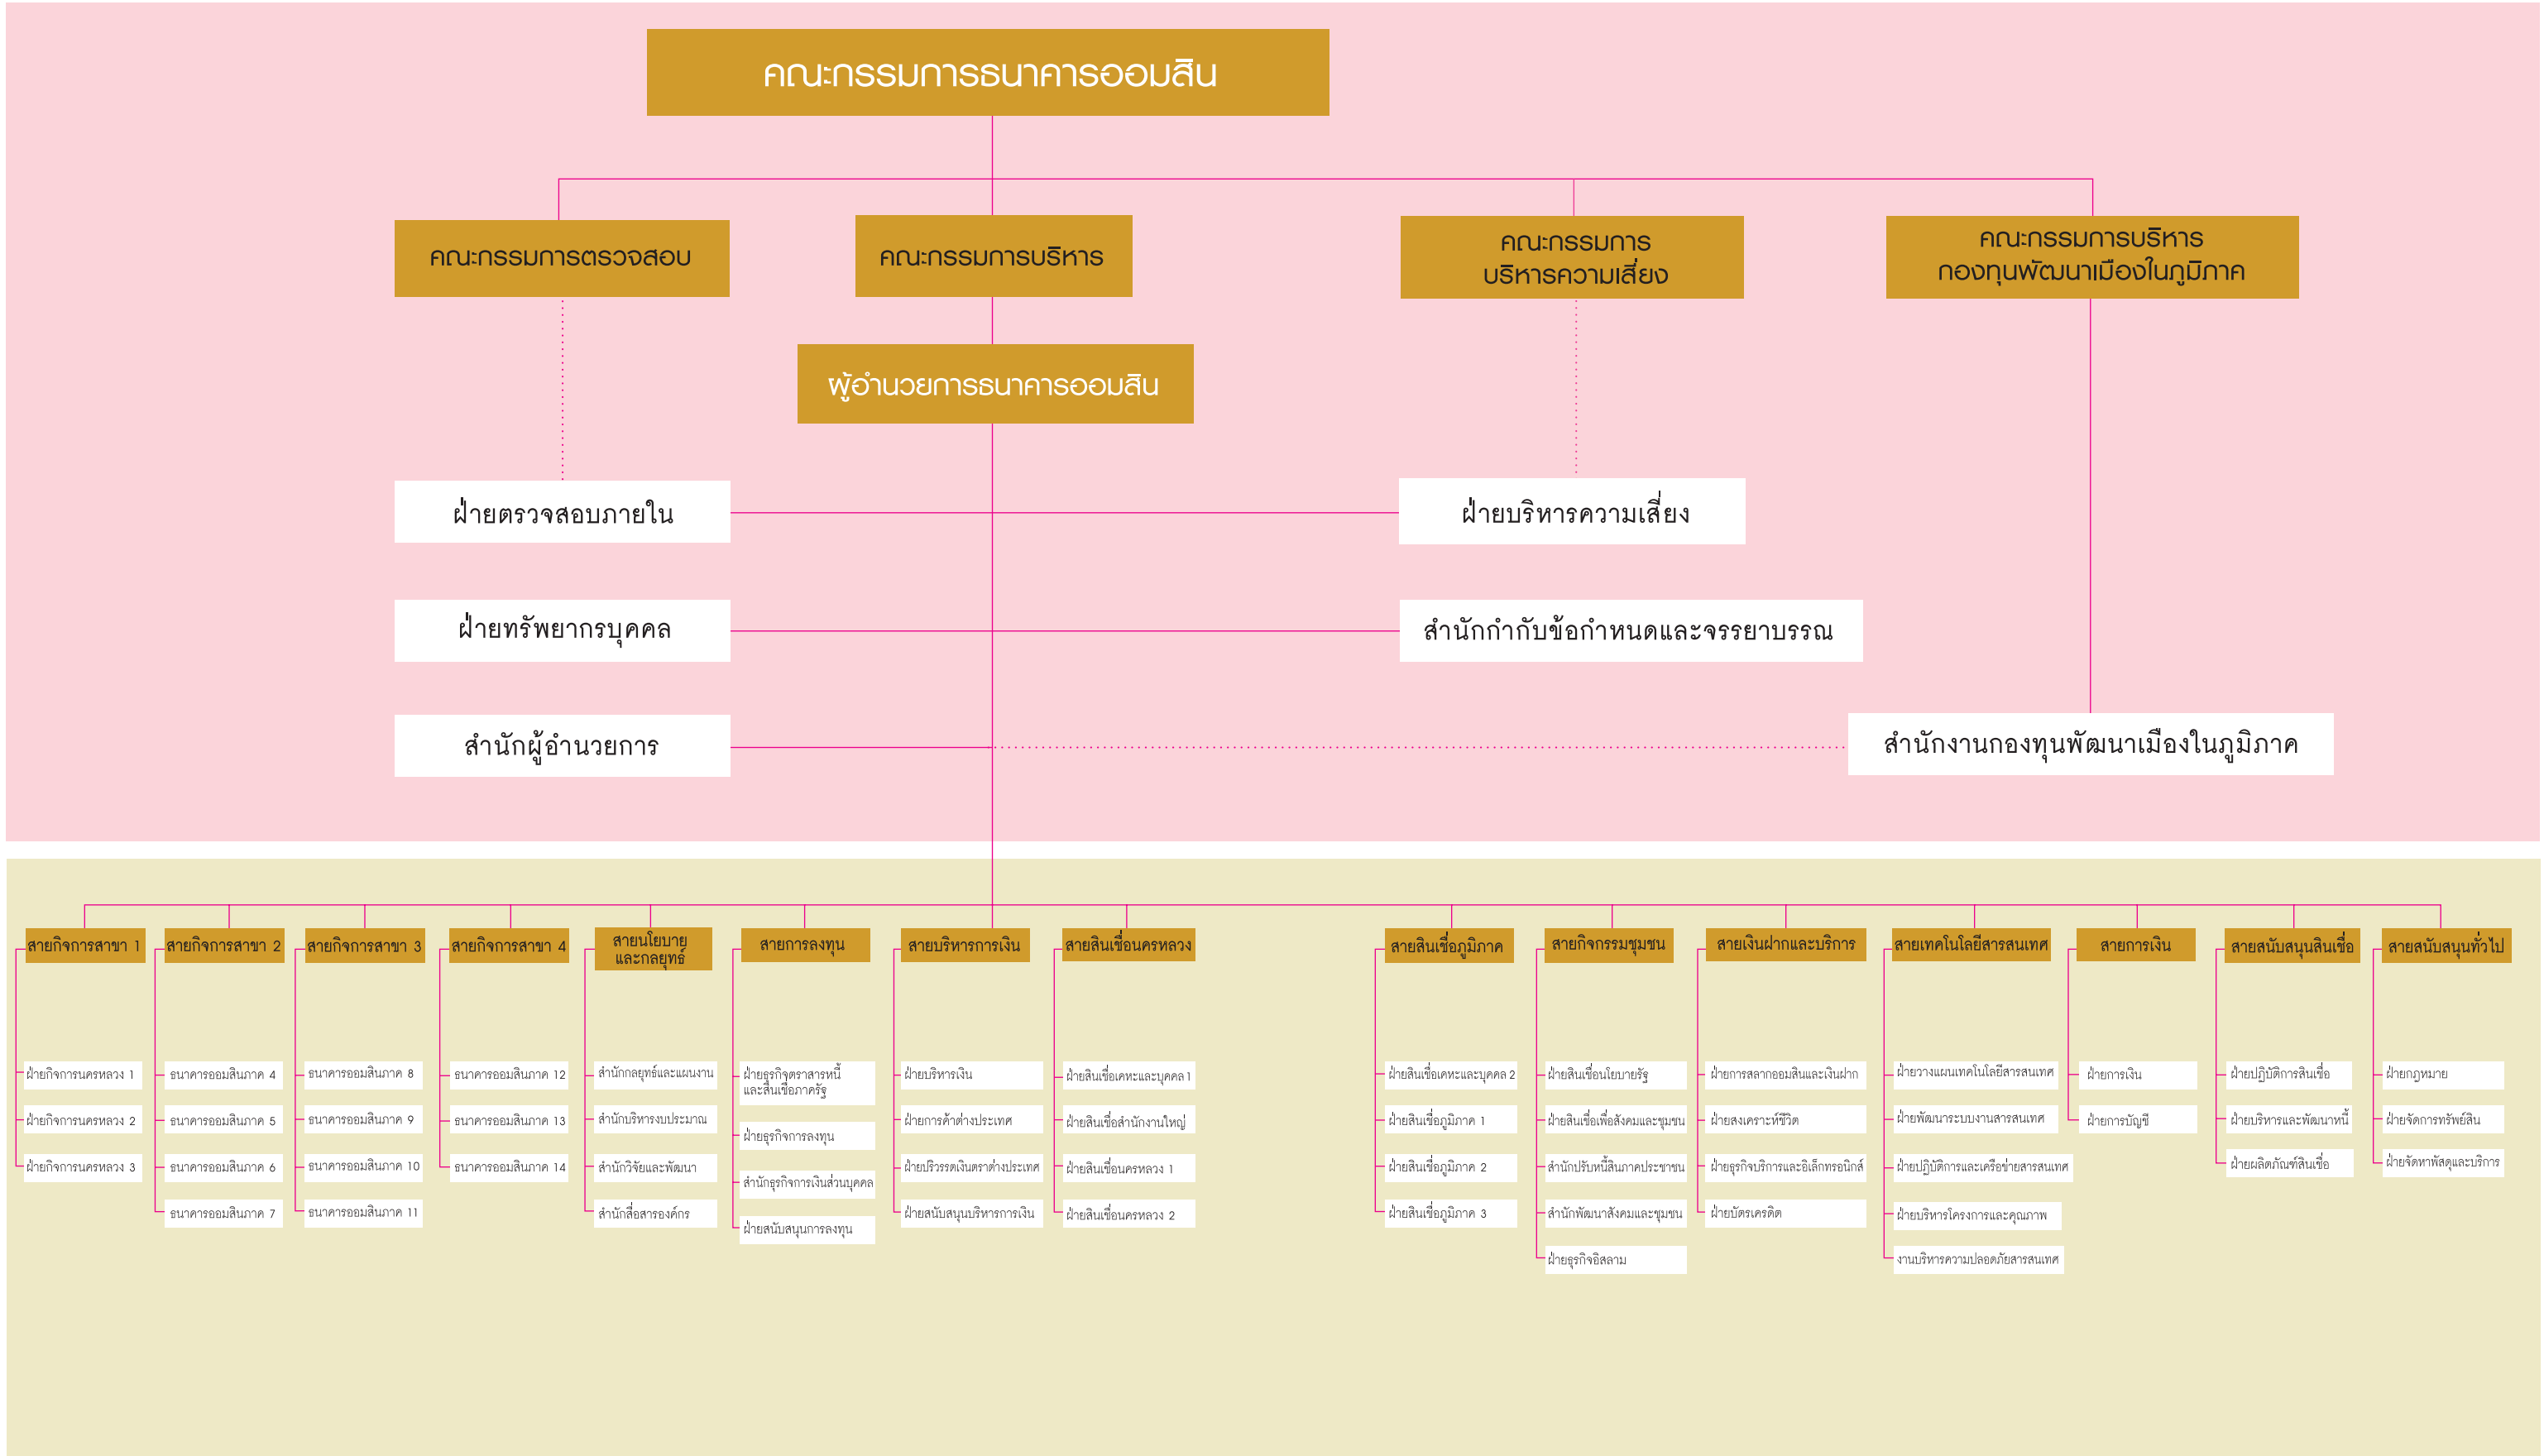 คณะกรรมการธนาคารออมสิน
คณะกรรมการตรวจสอบ
คณะกรรมการบริหาร
คณะกรรมการ
บริหารความเสี่ยง
คณะกรรมการบริหาร
กองทุนพัฒนาเมืองในภูมิภาค
ผู้อำนวยการธนาคารออมสิน
ฝ่ายตรวจสอบภายใน
ฝ่ายบริหารความเสี่ยง
ฝ่ายทรัพยากรบุคคล
สำนักกำกับข้อกำหนดและจรรยาบรรณ
สำนักผู้อำนวยการ
สำนักงานกองทุนพัฒนาเมืองในภูมิภาค
สายกิจการสาขา 1
ฝ่ายกิจการนครหลวง 1
ฝ่ายกิจการนครหลวง 2
ฝ่ายกิจการนครหลวง 3
สายกิจการสาขา 2
ธนาคารออมสินภาค 4
ธนาคารออมสินภาค 5
ธนาคารออมสินภาค 6
ธนาคารออมสินภาค 7
สายกิจการสาขา 3
ธนาคารออมสินภาค 8
ธนาคารออมสินภาค 9
ธนาคารออมสินภาค 10
ธนาคารออมสินภาค 11
สายกิจการสาขา 4
ธนาคารออมสินภาค 12
ธนาคารออมสินภาค 13
ธนาคารออมสินภาค 14
สายนโยบาย
และกลยุทธ์
สำนักกลยุทธ์และแผนงาน
สำนักบริหารงบประมาณ
สำนักวิจัยและพัฒนา
สำนักสื่อสารองค์กร
สายการลงทุน
ฝ่ายธุรกิจตราสารหนี้
และสินเชื่อภาครัฐ
ฝ่ายธุรกิจการลงทุน
สำนักธุรกิจการเงินส่วนบุคคล
ฝ่ายสนับสนุนการลงทุน
สายบริหารการเงิน
ฝ่ายบริหารเงิน
ฝ่ายการค้าต่างประเทศ
ฝ่ายปริวรรตเงินตราต่างประเทศ
ฝ่ายสนับสนุนบริหารการเงิน
สายสินเชื่อนครหลวง
ฝ่ายสินเชื่อเคหะและบุคคล 1
ฝ่ายสินเชื่อสำนักงานใหญ่
ฝ่ายสินเชื่อนครหลวง 1
ฝ่ายสินเชื่อนครหลวง 2
สายสินเชื่อภูมิภาค
ฝ่ายสินเชื่อเคหะและบุคคล 2
ฝ่ายสินเชื่อภูมิภาค 1
ฝ่ายสินเชื่อภูมิภาค 2
ฝ่ายสินเชื่อภูมิภาค 3
สายกิจกรรมชุมชน
ฝ่ายสินเชื่อนโยบายรัฐ
ฝ่ายสินเชื่อเพื่อสังคมและชุมชน
สำนักปรับหนี้สินภาคประชาชน
สำนักพัฒนาสังคมและชุมชน
ฝ่ายธุรกิจอิสลาม
สายเงินฝากและบริการ
ฝ่ายการสลากออมสินและเงินฝาก
ฝ่ายสงเคราะห์ชีวิต
ฝ่ายธุรกิจบริการและอิเล็กทรอนิกส์
ฝ่ายบัตรเครดิต
สายเทคโนโลยีสารสนเทศ
ฝ่ายวางแผนเทคโนโลยีสารสนเทศ
ฝ่ายพัฒนาระบบงานสารสนเทศ
ฝ่ายปฏิบัติการและเครือข่ายสารสนเทศ
ฝ่ายบริหารโครงการและคุณภาพ
งานบริหารความปลอดภัยสารสนเทศ
สายการเงิน
ฝ่ายการเงิน
ฝ่ายการบัญชี
สายสนับสนุนสินเชื่อ
ฝ่ายปฏิบัติการสินเชื่อ
ฝ่ายบริหารและพัฒนาหนี้
ฝ่ายผลิตภัณฑ์สินเชื่อ
สายสนับสนุนทั่วไป
ฝ่ายกฎหมาย
ฝ่ายจัดการทรัพย์สิน
ฝ่ายจัดหาพัสดุและบริการ